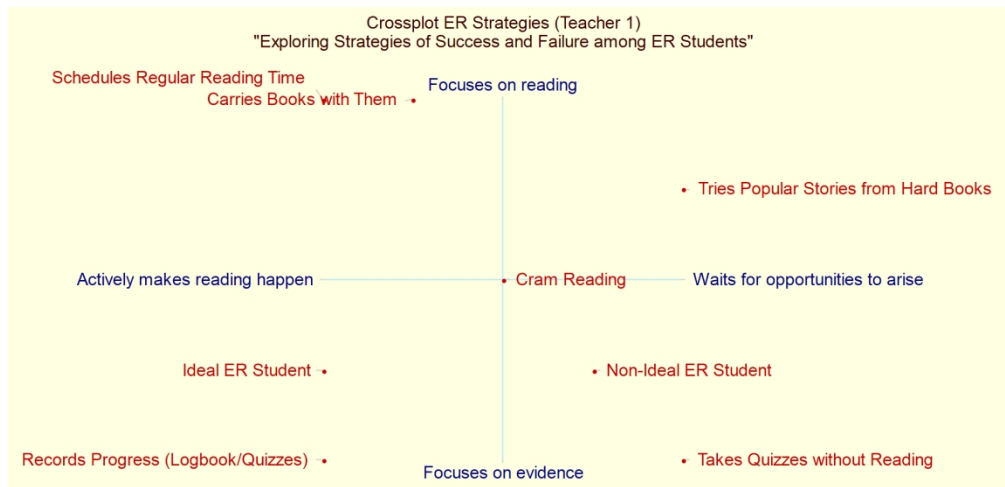 Crossplot ER Strategies (Teacher 1)
"Exploring Strategies of Success and Failure among ER Students"
Schedules Regular Reading Time
Focuses on reading
Carries Books with Them
Tries Popular Stories from Hard Books
Actively makes reading happen
Cram Reading
Waits for opportunities to arise
Ideal ER Student
Non-Ideal ER Student
Records Progress (Logbook/Quizzes)
Focuses on evidence
Takes Quizzes without Reading